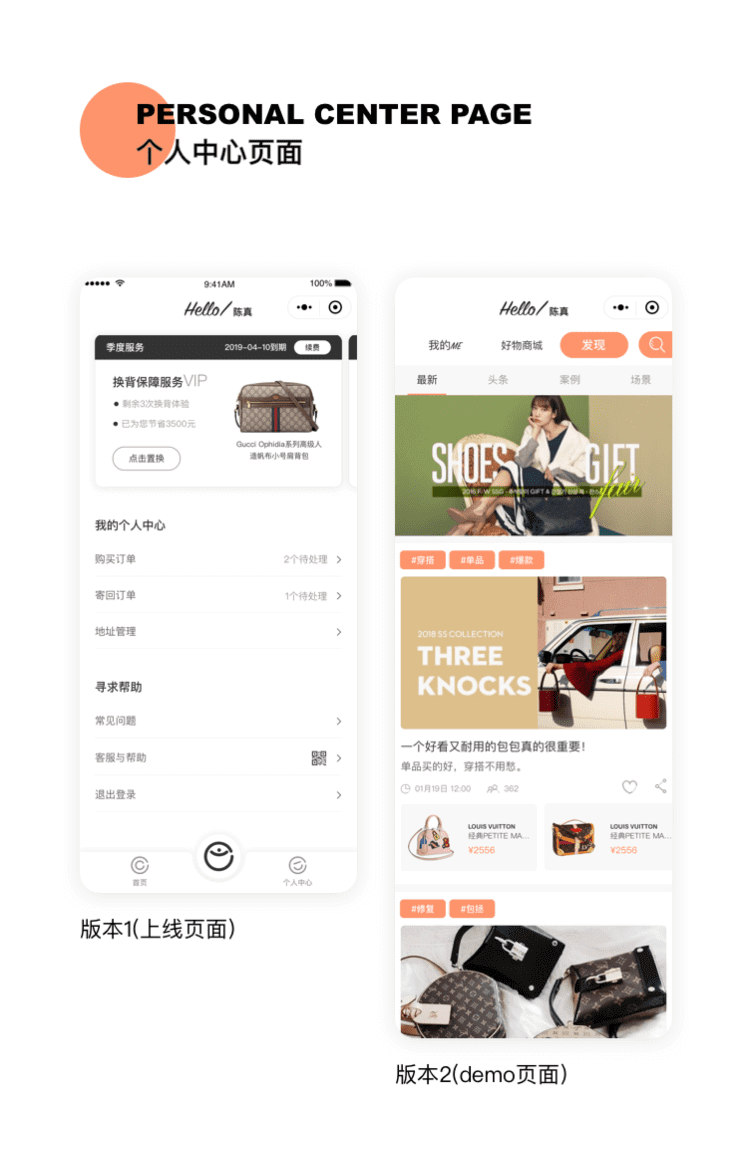 PERSONAL CENTER PAGE
个人中心页面
9:41AM
100%
Hello/陈真
季度服务
2019-04-10到期
续费
换背保障服务VIP
剩余3次换背体验
已为您节省3500元
点击置换
Gucci Ophidia系列高级人
造帆布小号肩背包
我的个人中心
购买订单
2个待处理
寄回订单
1个待处理
地址管理
寻求帮助
常见问题
客服与帮助
退出登录
首页
个人中心
版本1(上线页面)
Hello/陈真
我的ME
好物商城
发现
最新
头条
案例
场景
SHOES GIFT
fair
#穿搭
#单品
#爆款
2018 SS COLLECTION
THREE
KNOCKS
一个好看又耐用的包包真的很重要!
单品买的好，穿搭不用愁。
01月19日 12:00
362
LOUIS VUITTON
经典PETITE MA...
¥2556
LOUIS VUITTON
经典PETITE MA...
¥2556
#修复
#包括
版本2(demo页面)